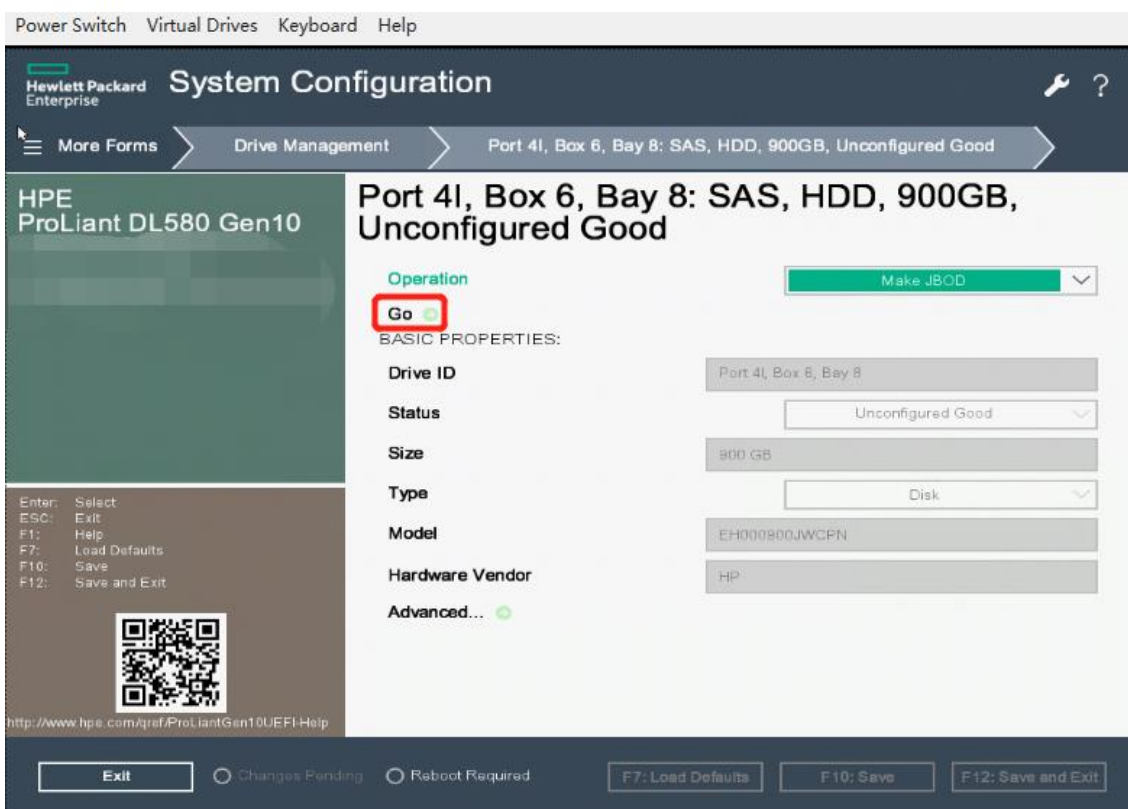 Power Switch Virtual Drives Keyboard Help
Hewlett Packard
Enterprise
System Configuration
?
More Forms Drive Management Port 4I, Box 6, Bay 8: SAS, HDD, 900GB, Unconfigured Good
HPE
ProLiant DL580 Gen10
Enter: Select
ESC: Exit
F1: Help
F7: Load Defaults
F10: Save
F12: Save and Exit
http://www.hpe.com/qref/ProLiantGen10UEFI-Help
Port 4I, Box 6, Bay 8: SAS, HDD, 900GB,
Unconfigured Good
Operation Make JBOD
Go
BASIC PROPERTIES:
Drive ID Port 4I, Box 6, Bay 8
Status Unconfigured Good
Size 900 GB
Type Disk
Model EH000900JWCPN
Hardware Vendor HP
Advanced...
Exit Changes Pending Reboot Required F7: Load Defaults F10: Save F12: Save and Exit